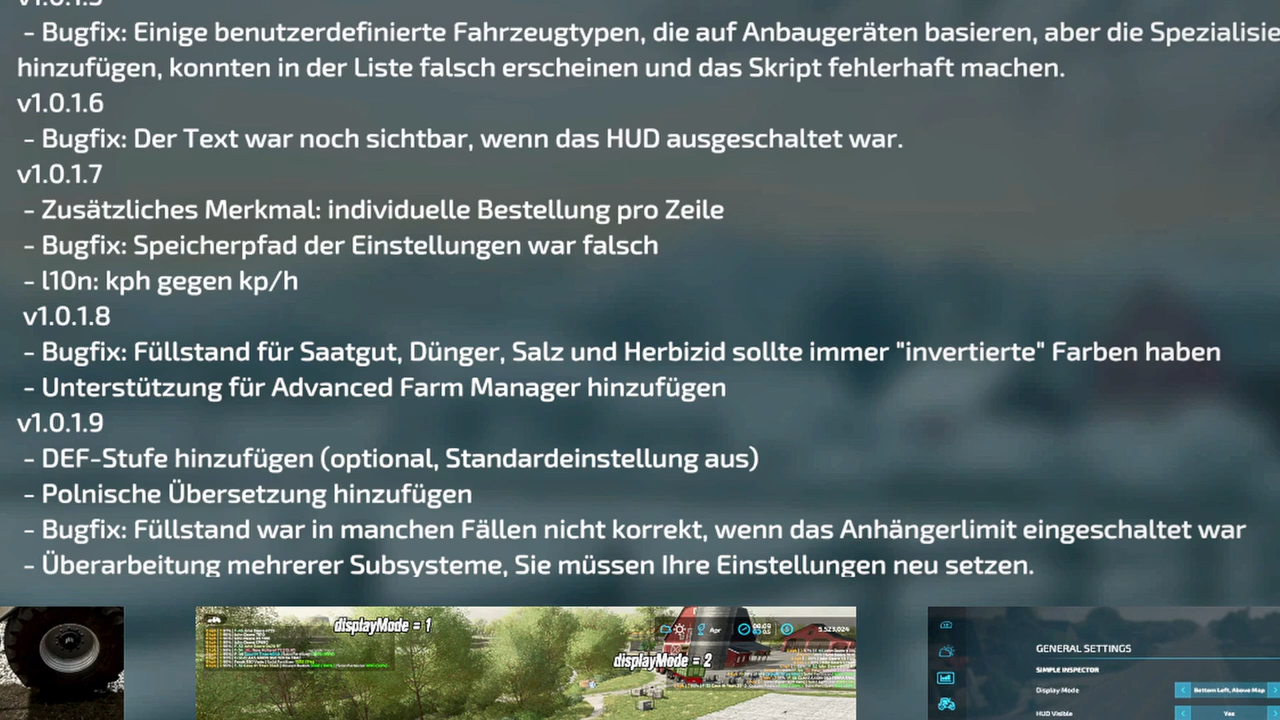 - Bugfix: Einige benutzerdefinierte Fahrzeugtypen, die auf Anbaugeräten basieren, aber die
hinzufügen, konnten in der Liste falsch erscheinen und das Skript fehlerhaft machen.
v1.0.1.6
- Bugfix: Der Text war noch sichtbar, wenn das HUD ausgeschaltet war.
v1.0.1.7
- Zusätzliches Merkmal: individuelle Bestellung pro Zeile
- Bugfix: Speicherpfad der Einstellungen war falsch
- l10n: kph gegen kp/h
v1.0.1.8
- Bugfix: Füllstand für Saatgut, Dünger, Salz und Herbizid sollte immer "invertierte" Farben haben
- Unterstützung für Advanced Farm Manager hinzufügen
v1.0.1.9
- DEF-Stufe hinzufügen (optional, Standardeinstellung aus)
- Polnische Übersetzung hinzufügen
- Bugfix: Füllstand war in manchen Fällen nicht korrekt, wenn das Anhängerlimit eingeschaltet war
- Überarbeitung mehrerer Subsysteme, Sie müssen Ihre Einstellungen neu setzen.
displayMode = 1
Apr
displayMode = 2
GENERAL SETTINGS
SIMPLE INSPECTOR
Display Mode
Bottom Left, Above Map
HUD Visible
Yes